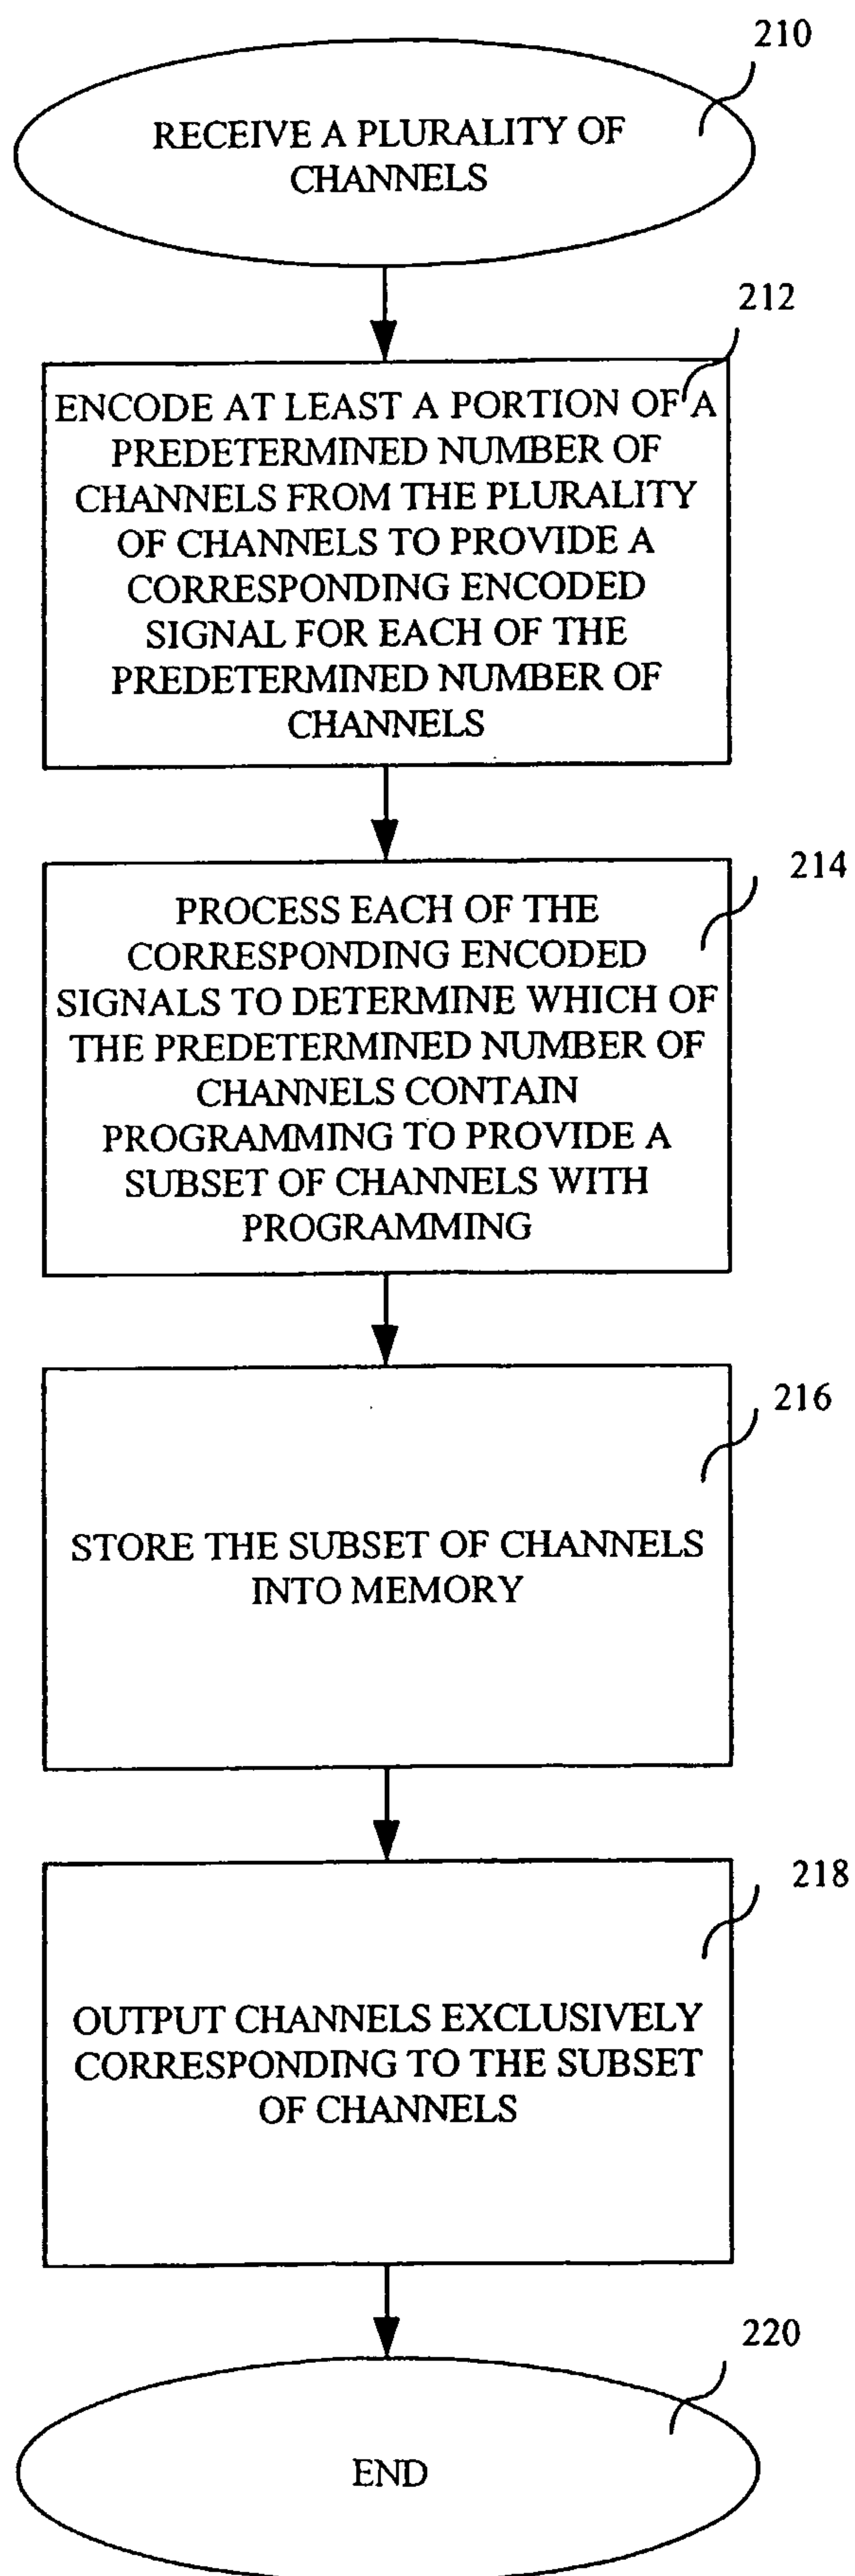 210
RECEIVE A PLURALITY OF
CHANNELS
212
ENCODE AT LEAST A PORTION OF A
PREDETERMINED NUMBER OF
CHANNELS FROM THE PLURALITY
OF CHANNELS TO PROVIDE A
CORRESPONDING ENCODED
SIGNAL FOR EACH OF THE
PREDETERMINED NUMBER OF
CHANNELS
214
PROCESS EACH OF THE
CORRESPONDING ENCODED
SIGNALS TO DETERMINE WHICH OF
THE PREDETERMINED NUMBER OF
CHANNELS CONTAIN
PROGRAMMING TO PROVIDE A
SUBSET OF CHANNELS WITH
PROGRAMMING
216
STORE THE SUBSET OF CHANNELS
INTO MEMORY
218
OUTPUT CHANNELS EXCLUSIVELY
CORRESPONDING TO THE SUBSET
OF CHANNELS
220
END